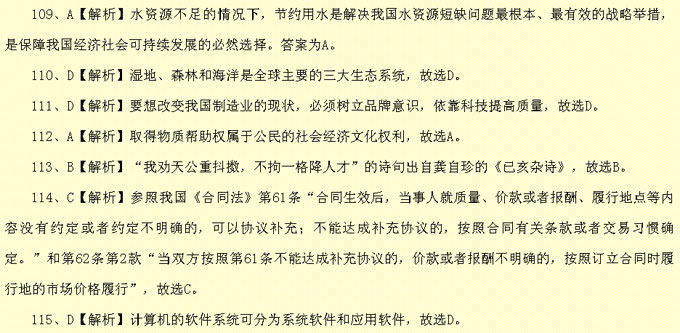 109、A【解析】水资源不足的情况下，节约用水是解决我国水资源短缺问题最根本、最有效的战略举措，
是保障我国经济社会可持续发展的必然选择。答案为A。
110、D【解析】湿地、森林和海洋是全球主要的三大生态系统，故选D。
111、D【解析】要想改变我国制造业的现状，必须树立品牌意识，依靠科技提高质量，故选D。
112、A【解析】取得物质帮助权属于公民的社会经济文化权利，故选A。
113、B【解析】“我劝天公重抖擞，不拘一格降人才”的诗句出自龚自珍的《已亥杂诗》，故选B。
114、C【解析】参照我国《合同法》第61条“合同生效后，当事人就质量、价款或者报酬、履行地点等内
容没有约定或者约定不明确的，可以协议补充；不能达成补充协议的，按照合同有关条款或者交易习惯确
定。”和第62条第2款“当双方按照第61条不能达成补充协议的，价款或者报酬不明确的，按照订立合同时履
行地的市场价格履行”，故选C。
115、D【解析】计算机的软件系统可分为系统软件和应用软件，故选D。